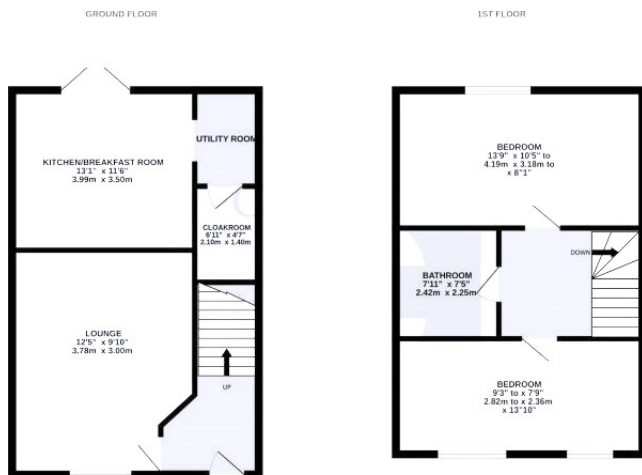 GROUND FLOOR
1ST FLOOR
KITCHEN/BREAKFAST ROOM
13'1" x 11'6"
3.99m x 3.50m
UTILITY ROOM
CLOAKROOM
6'11" x 4'7"
2.10m x 1.40m
LOUNGE
12'5" x 9'10"
3.78m x 3.00m
UP
BEDROOM
13'9" x 10'5" to
4.19m x 3.18m to
x 8'1"
DOWN
BATHROOM
7'11" x 7'5"
2.42m x 2.25m
BEDROOM
9'3" to x 7'9"
2.82m to x 2.36m
x 13'10"